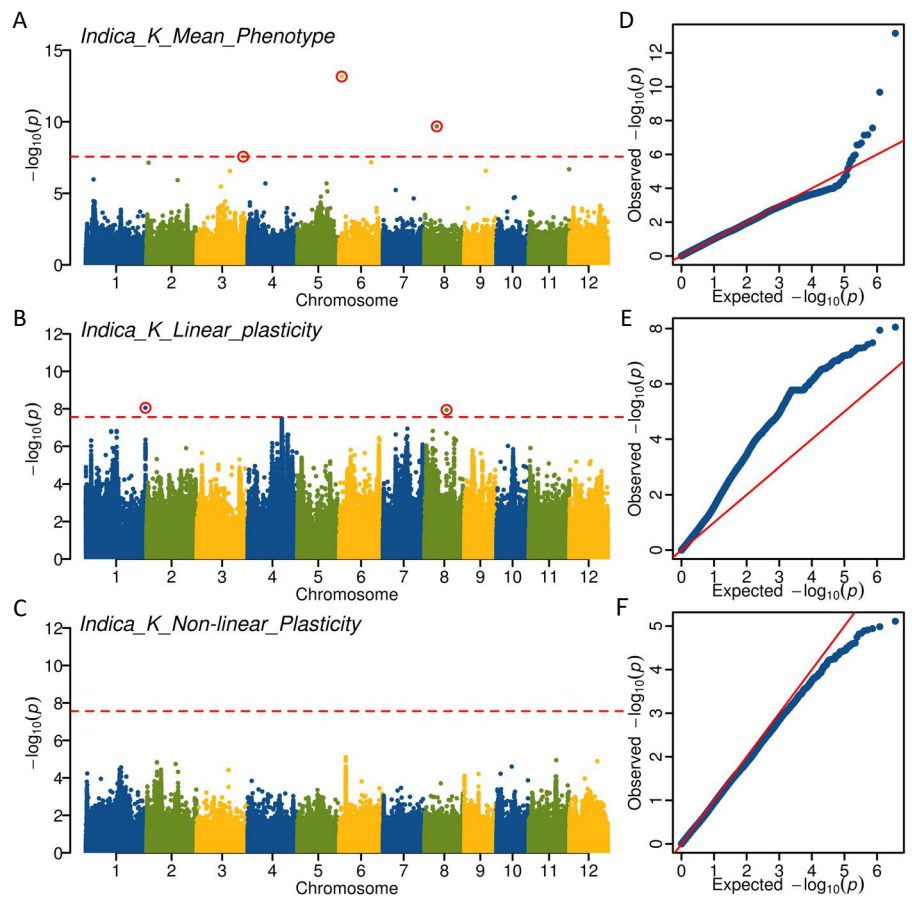 A
Indica_K_Mean_Phenotype
15
10
5
0
−log10(p)
1 2 3 4 5 6 7 8 9 10 11 12
Chromosome
D
12
10
8
6
4
2
0
Observed −log10(p)
0 1 2 3 4 5 6
Expected −log10(p)
B
Indica_K_Linear_plasticity
12
10
8
6
4
2
0
−log10(p)
1 2 3 4 5 6 7 8 9 10 11 12
Chromosome
E
8
6
4
2
0
Observed −log10(p)
0 1 2 3 4 5 6
Expected −log10(p)
C
Indica_K_Non-linear_Plasticity
12
10
8
6
4
2
0
−log10(p)
1 2 3 4 5 6 7 8 9 10 11 12
Chromosome
F
5
4
3
2
1
0
Observed −log10(p)
0 1 2 3 4 5 6
Expected −log10(p)